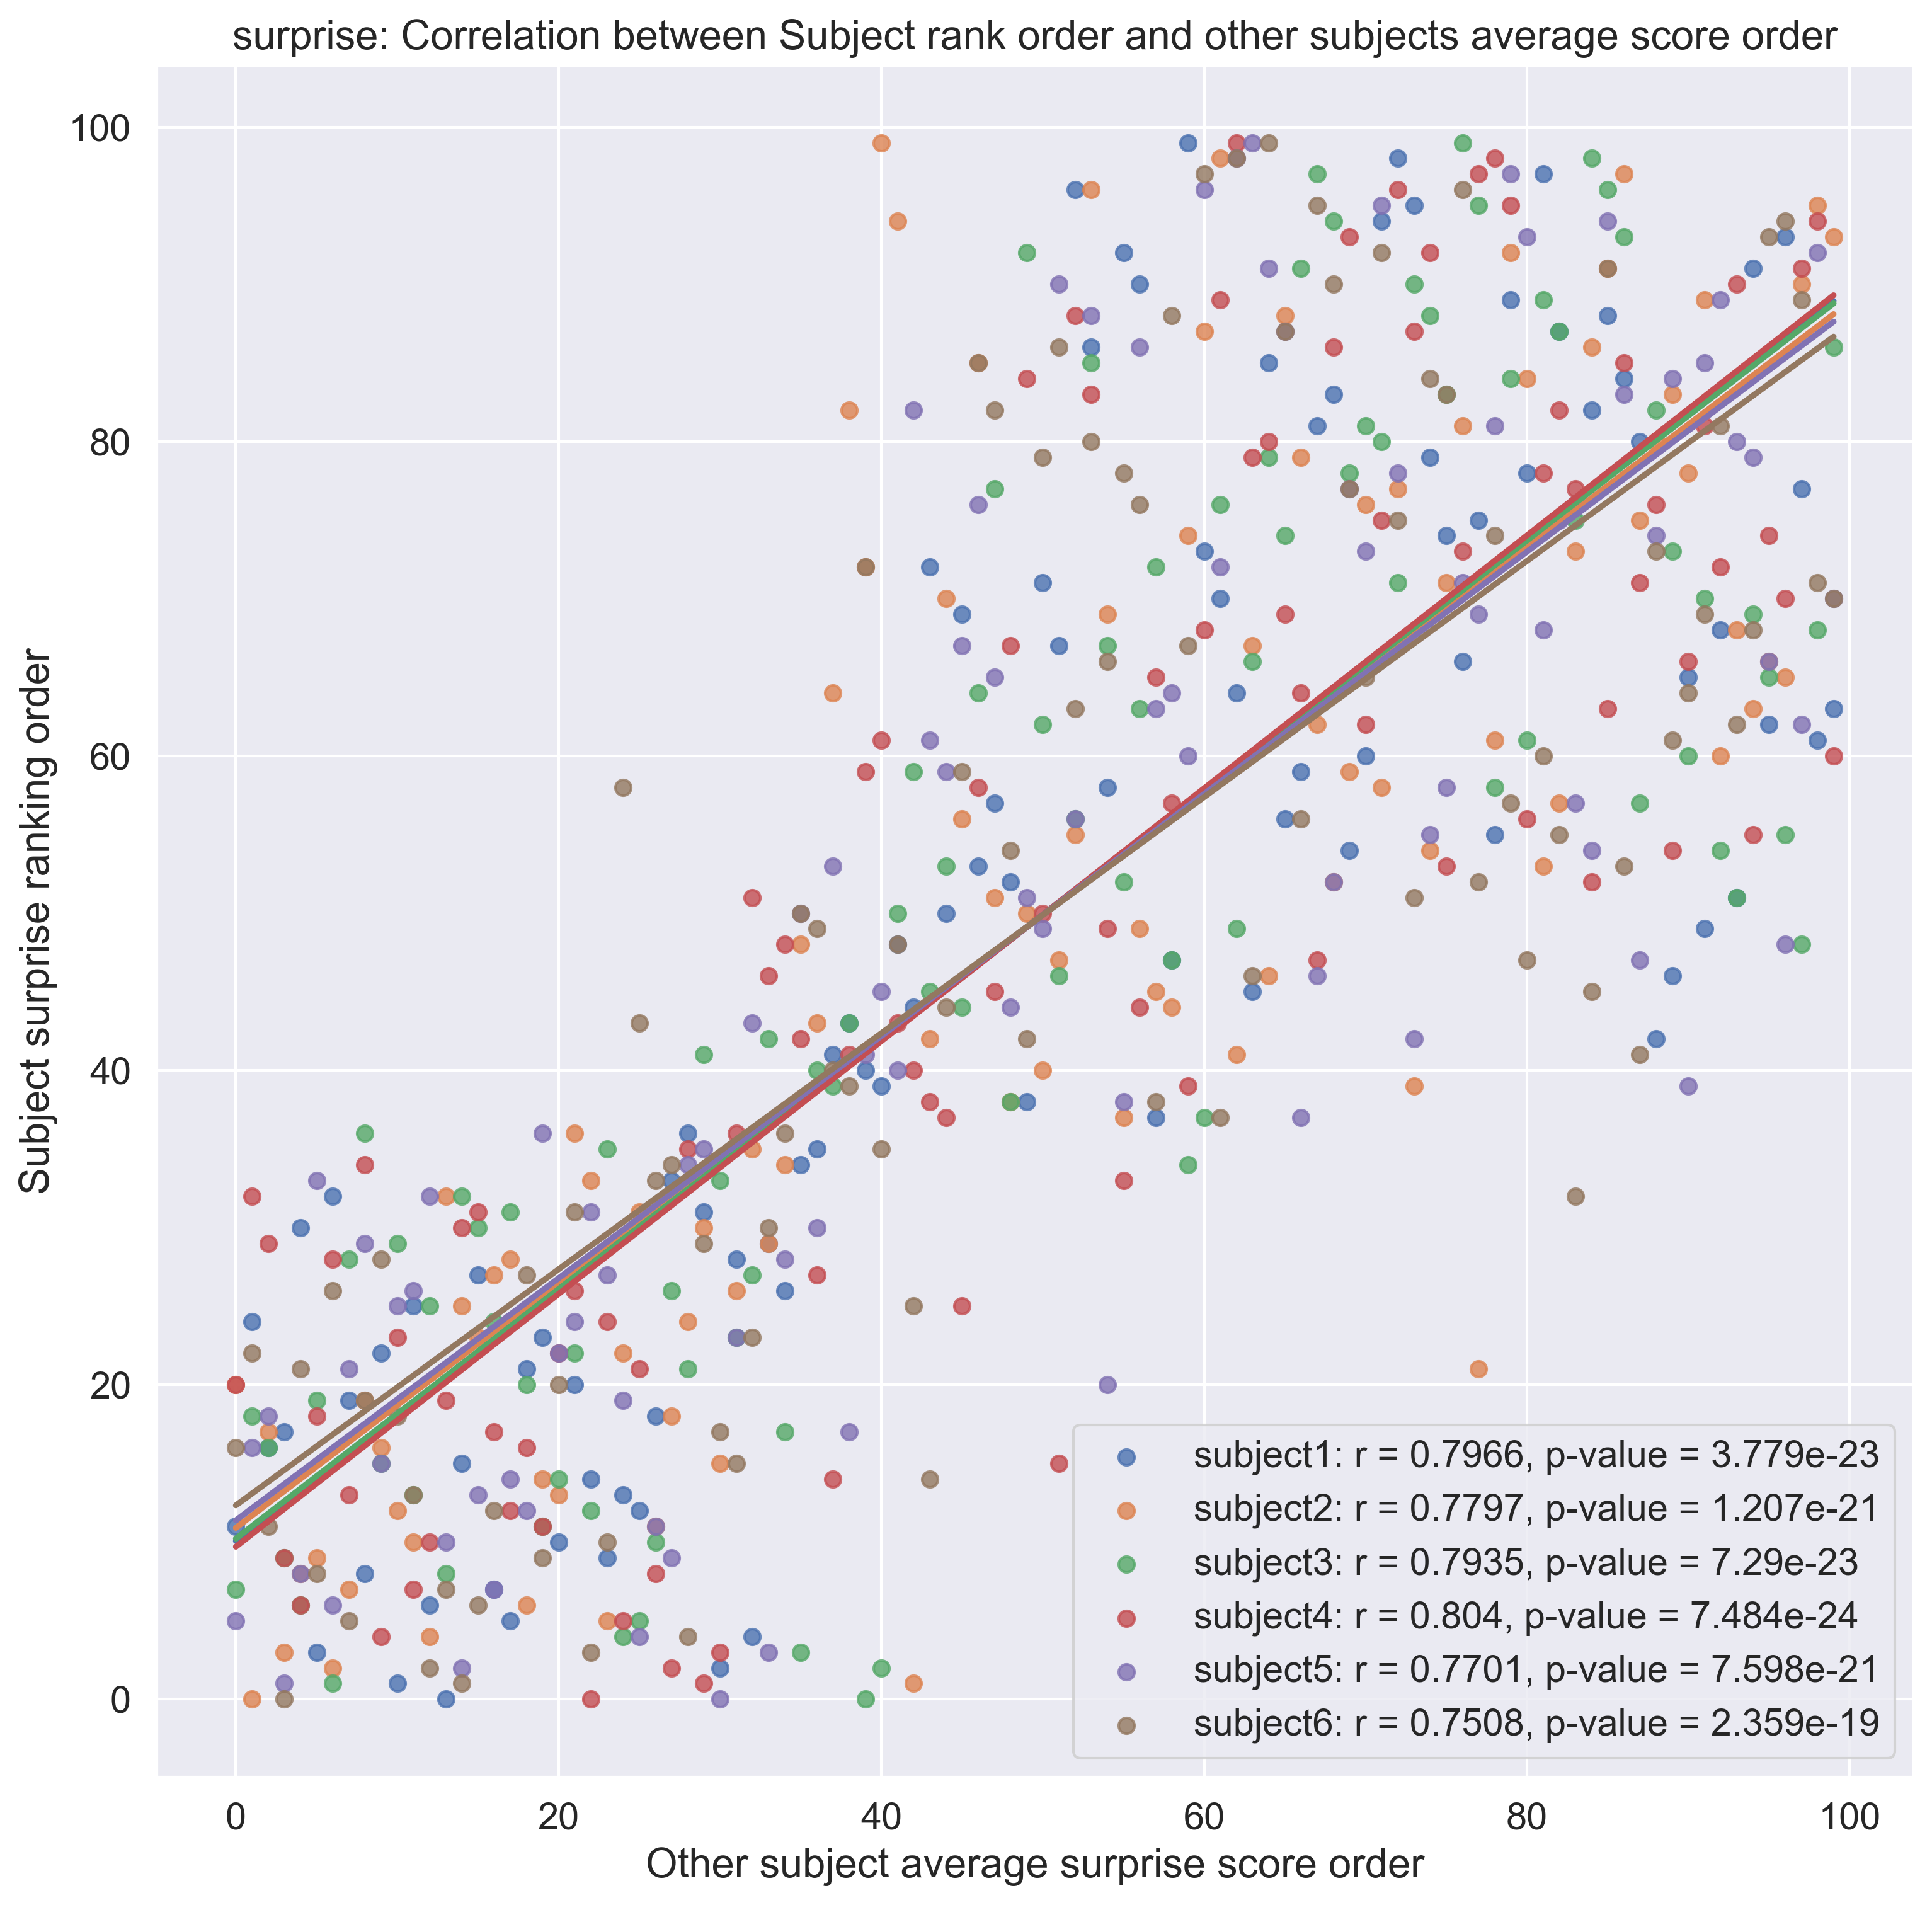 surprise: Correlation between Subject rank order and other subjects average score order
100
80
60
40
20
0
Subject surprise ranking order
subject1: r = 0.7966, p-value = 3.779e-23
subject2: r = 0.7797, p-value = 1.207e-21
subject3: r = 0.7935, p-value = 7.29e-23
subject4: r = 0.804, p-value = 7.484e-24
subject5: r = 0.7701, p-value = 7.598e-21
subject6: r = 0.7508, p-value = 2.359e-19
0 20 40 60 80 100
Other subject average surprise score order